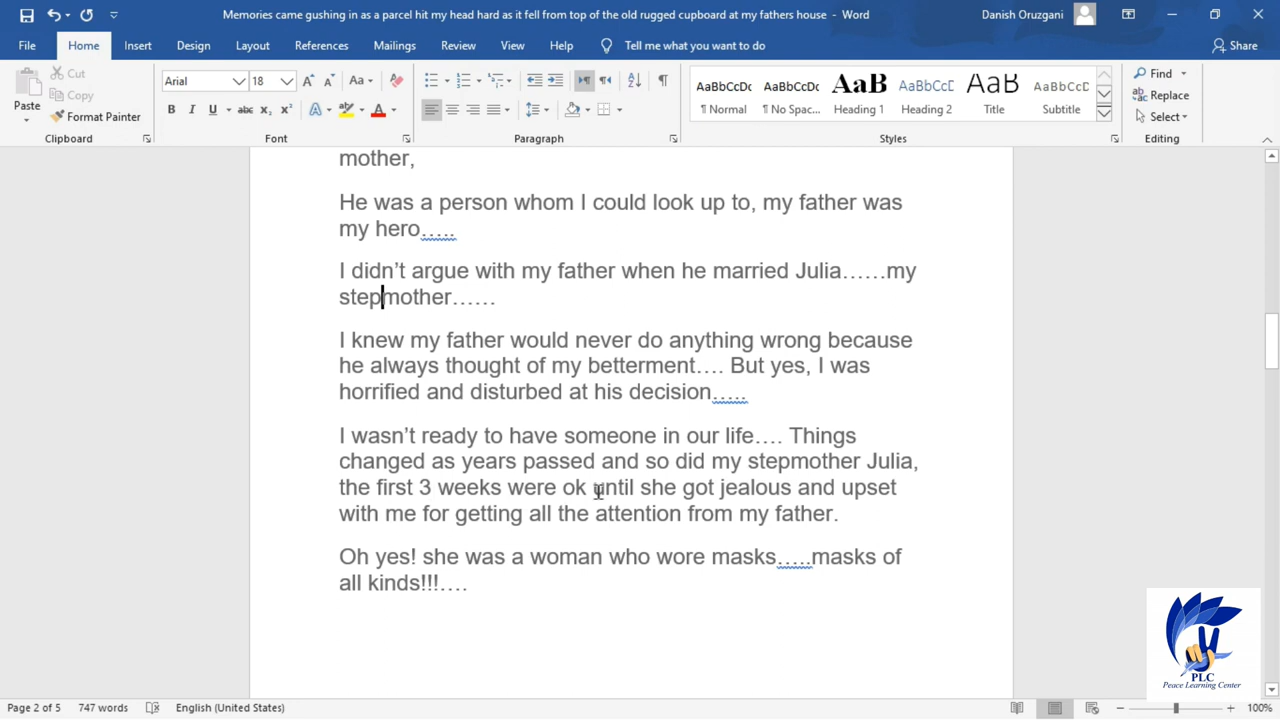 Memories came gushing in as a parcel hit my head hard as it fell from top of the old rugged cupboard at my fathers house - Word
Danish Oruzgani
File Home Insert Design Layout References Mailings Review View Help Tell me what you want to do Share
Paste
Cut
Copy
Format Painter
Clipboard
Arial 18
Font
Paragraph
AaBbCcDc AaBbCcDc AaB AaBbCcD AaB AaBbCcD
¶ Normal ¶ No Spac... Heading 1 Heading 2 Title Subtitle
Styles
Find
Replace
Select
Editing
mother,
He was a person whom I could look up to, my father was
my hero…..
I didn’t argue with my father when he married Julia……my
stepmother……
I knew my father would never do anything wrong because
he always thought of my betterment…. But yes, I was
horrified and disturbed at his decision…..
I wasn’t ready to have someone in our life…. Things
changed as years passed and so did my stepmother Julia,
the first 3 weeks were ok until she got jealous and upset
with me for getting all the attention from my father.
Oh yes! she was a woman who wore masks…..masks of
all kinds!!!….
PLC
Peace Learning Center
Page 2 of 5 747 words English (United States) 100%